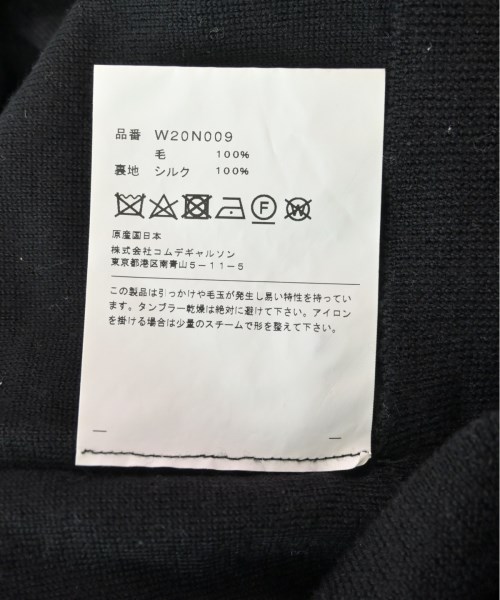 品番 W20N009
毛 100%
裏地 シルク 100%
F W
原産国日本
株式会社コムデギャルソン
東京都港区南青山5-11-5
この製品は引っかけや毛玉が発生し易い特性を持ってい
ます。タンブラー乾燥は絶対に避けて下さい。アイロン
を掛ける場合は少量のスチームで形を整えて下さい。